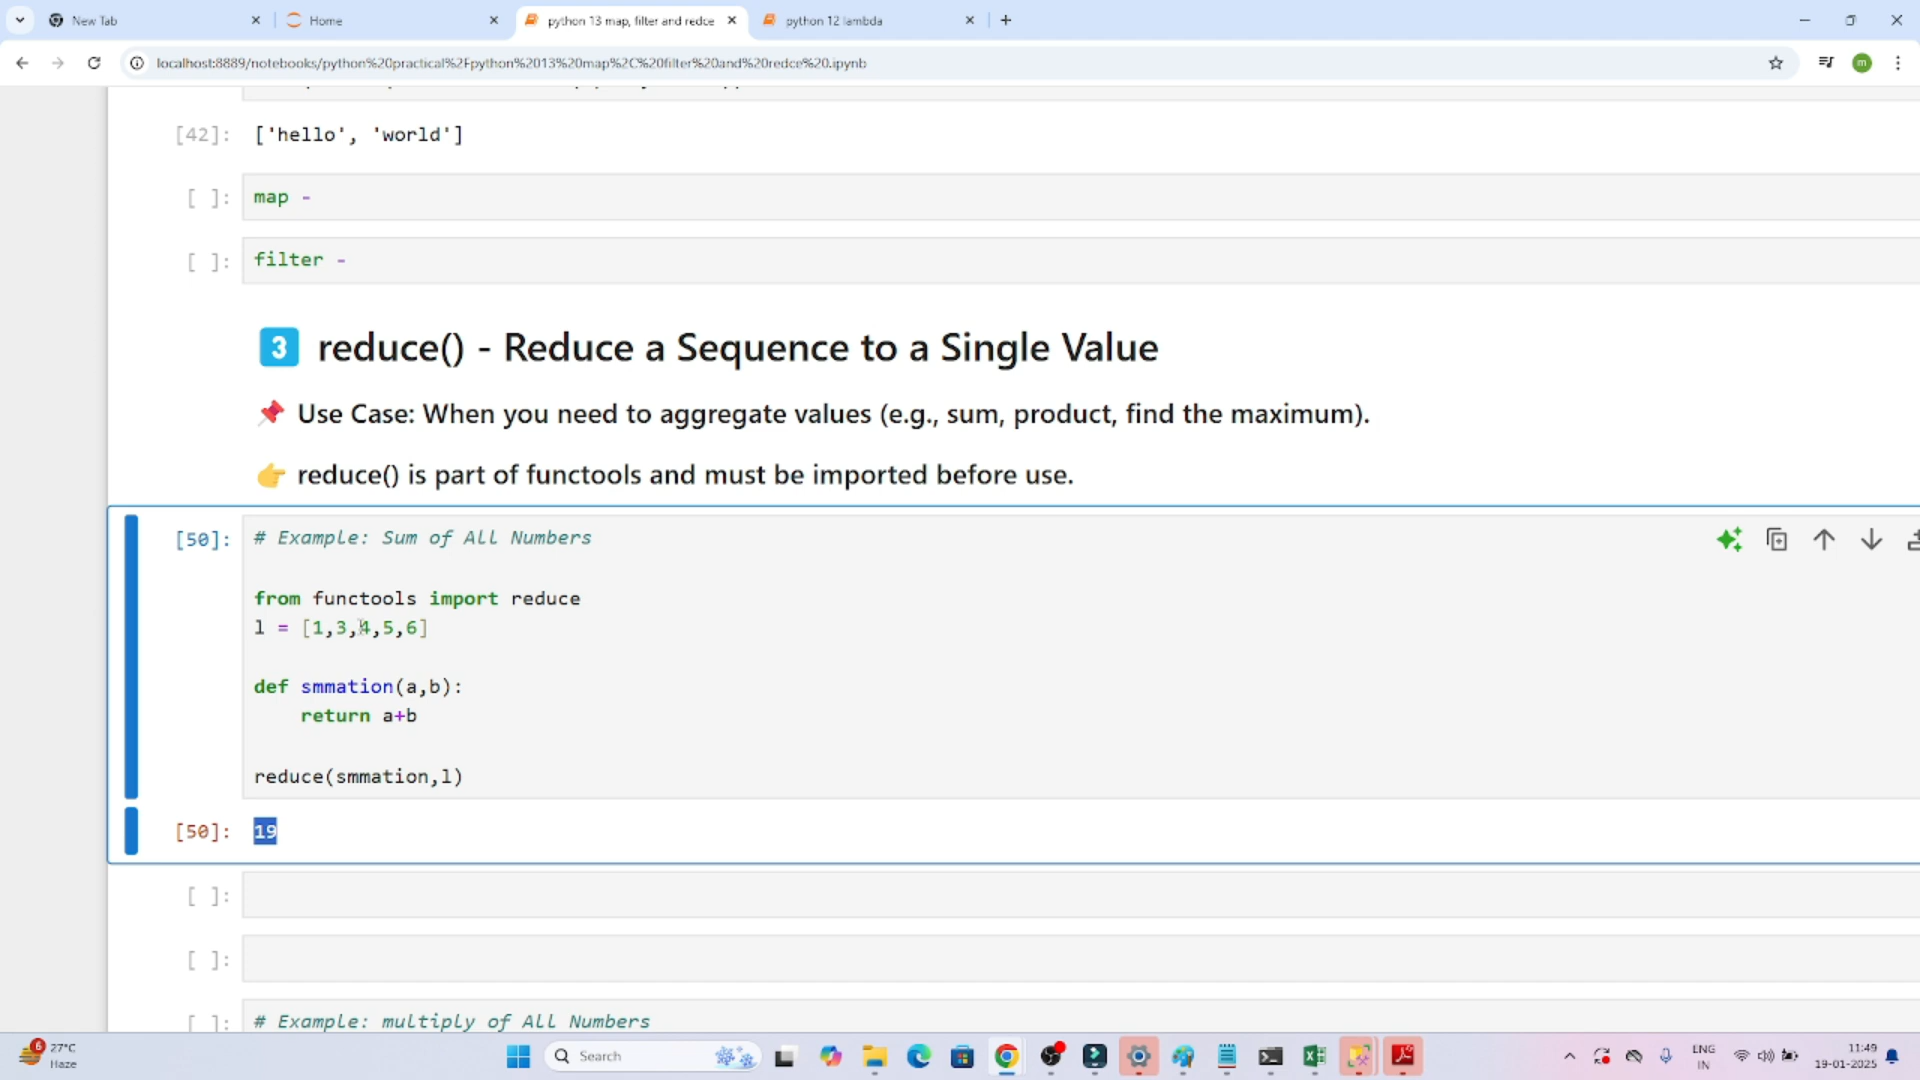 New Tab
Home
python 13 map, filter and redce
python 12 lambda
localhost:8889/notebooks/python%20practical%2Fpython%2013%20map%2C%20filter%20and%20redce%20.ipynb
m
[42]: ['hello', 'world']
[ ]: map -
[ ]: filter -
3 reduce() - Reduce a Sequence to a Single Value
Use Case: When you need to aggregate values (e.g., sum, product, find the maximum).
reduce() is part of functools and must be imported before use.
[50]: # Example: Sum of All Numbers
from functools import reduce
l = [1,3,4,5,6]
def smmation(a,b):
return a+b
reduce(smmation,l)
[50]: 19
[ ]:
[ ]:
[ ]: # Example: multiply of All Numbers
6
27°C
Haze
Search
ENG
IN
11:49
19-01-2025